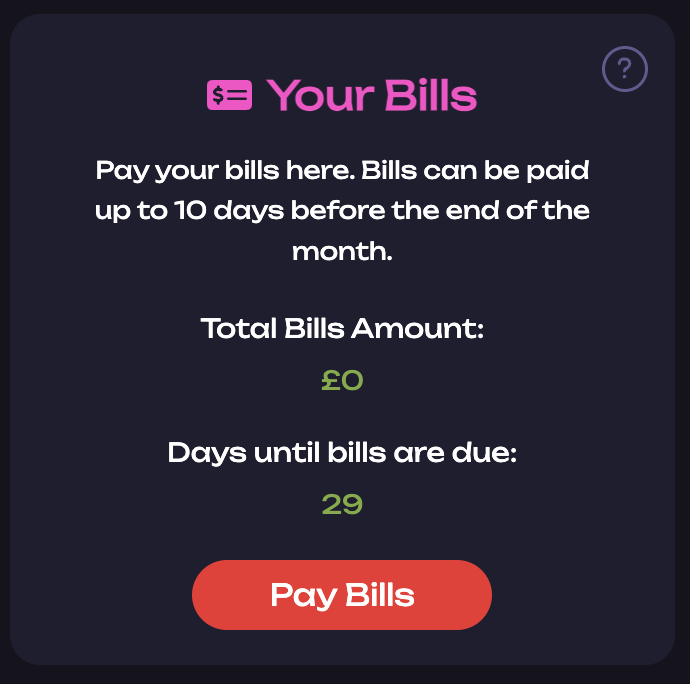 Your Bills
?
Pay your bills here. Bills can be paid
up to 10 days before the end of the
month.
Total Bills Amount:
£0
Days until bills are due:
29
Pay Bills